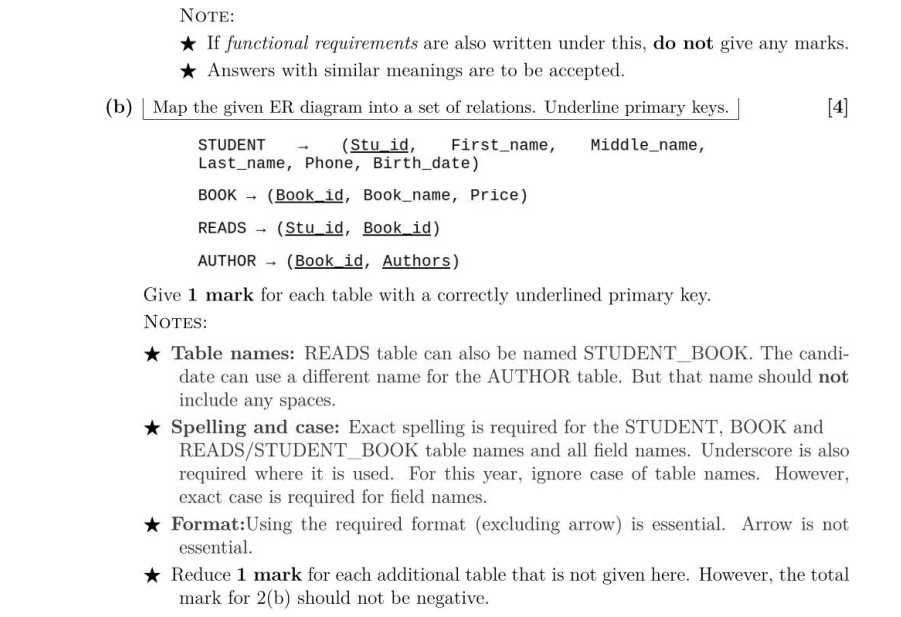 NOTE:
★ If functional requirements are also written under this, do not give any marks.
★ Answers with similar meanings are to be accepted.
(b) Map the given ER diagram into a set of relations. Underline primary keys. [4]
STUDENT → (Stu_id, First_name, Middle_name,
Last_name, Phone, Birth_date)
BOOK → (Book_id, Book_name, Price)
READS → (Stu_id, Book_id)
AUTHOR → (Book_id, Authors)
Give 1 mark for each table with a correctly underlined primary key.
NOTES:
★ Table names: READS table can also be named STUDENT_BOOK. The candi-
date can use a different name for the AUTHOR table. But that name should not
include any spaces.
★ Spelling and case: Exact spelling is required for the STUDENT, BOOK and
READS/STUDENT_BOOK table names and all field names. Underscore is also
required where it is used. For this year, ignore case of table names. However,
exact case is required for field names.
★ Format:Using the required format (excluding arrow) is essential. Arrow is not
essential.
★ Reduce 1 mark for each additional table that is not given here. However, the total
mark for 2(b) should not be negative.